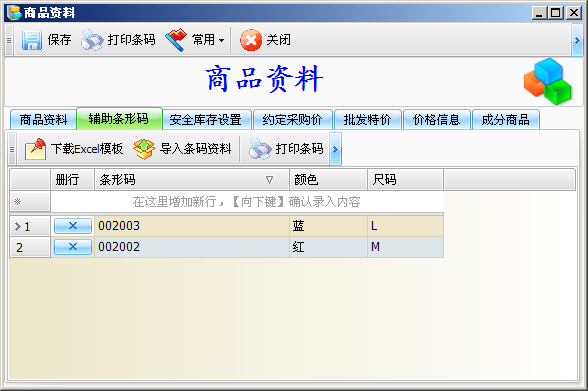 商品资料
保存 打印条码 常用 关闭
商品资料
商品资料 辅助条形码 安全库存设置 约定采购价 批发特价 价格信息 成分商品
下载Excel模板 导入条码资料 打印条码
删行 条形码 颜色 尺码
在这里增加新行，【向下键】确认录入内容
1 002003 蓝 L
2 002002 红 M